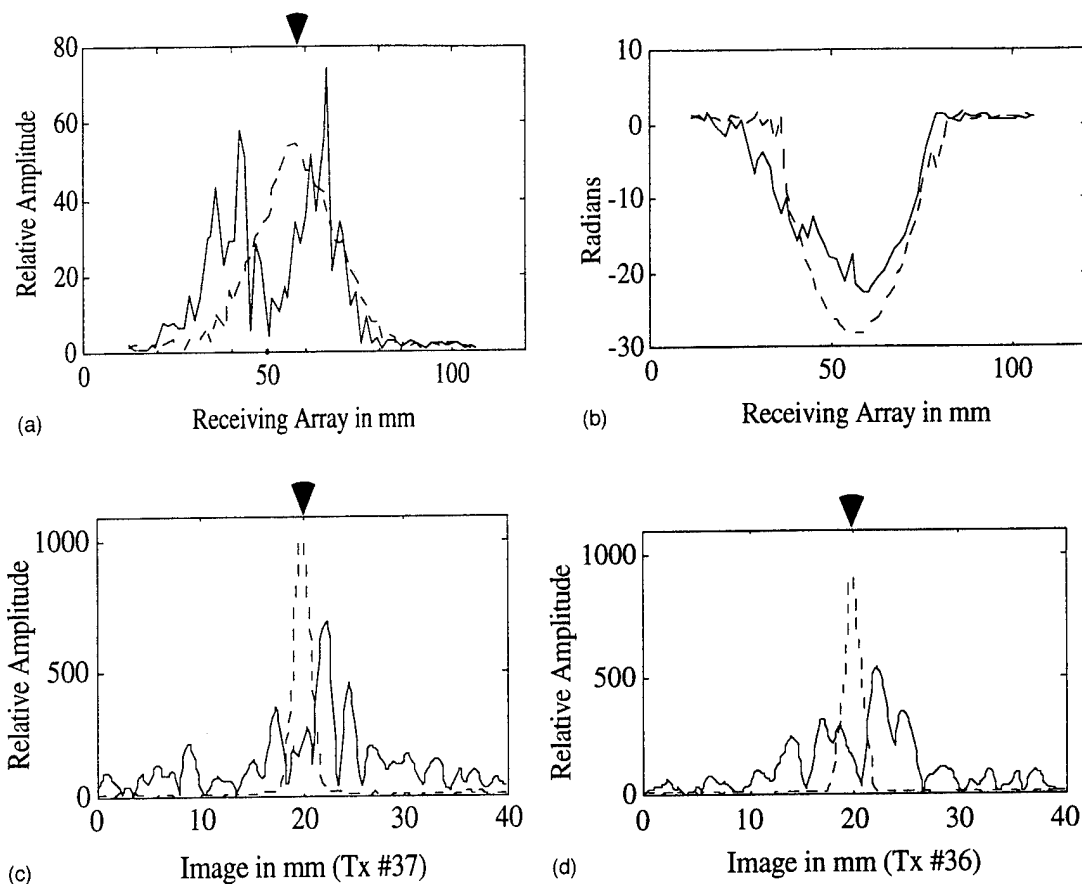 80
60
40
20
0
Relative Amplitude
0 50 100
Receiving Array in mm
(a)
10
0
-10
-20
-30
Radians
0 50 100
Receiving Array in mm
(b)
1000
500
0
Relative Amplitude
0 10 20 30 40
Image in mm (Tx #37)
(c)
1000
500
0
Relative Amplitude
0 10 20 30 40
Image in mm (Tx #36)
(d)